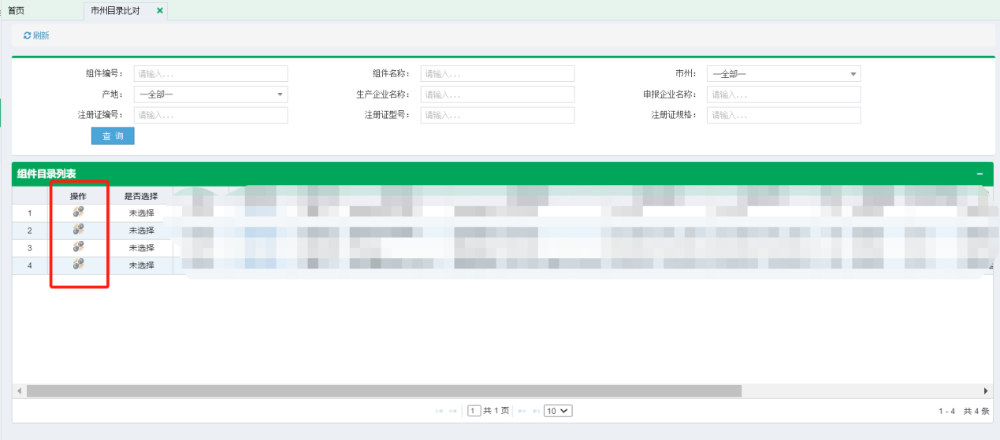 首页 市州目录比对
刷新
组件编号： 请输入... 组件名称： 请输入... 市州： —全部—
产地： —全部— 生产企业名称： 请输入... 申报企业名称： 请输入...
注册证编号： 请输入... 注册证型号： 请输入... 注册证规格： 请输入...
查 询
组件目录列表
操作 是否选择
1 未选择
2 未选择
3 未选择
4 未选择
1 共 1 页 10 1 - 4 共 4 条